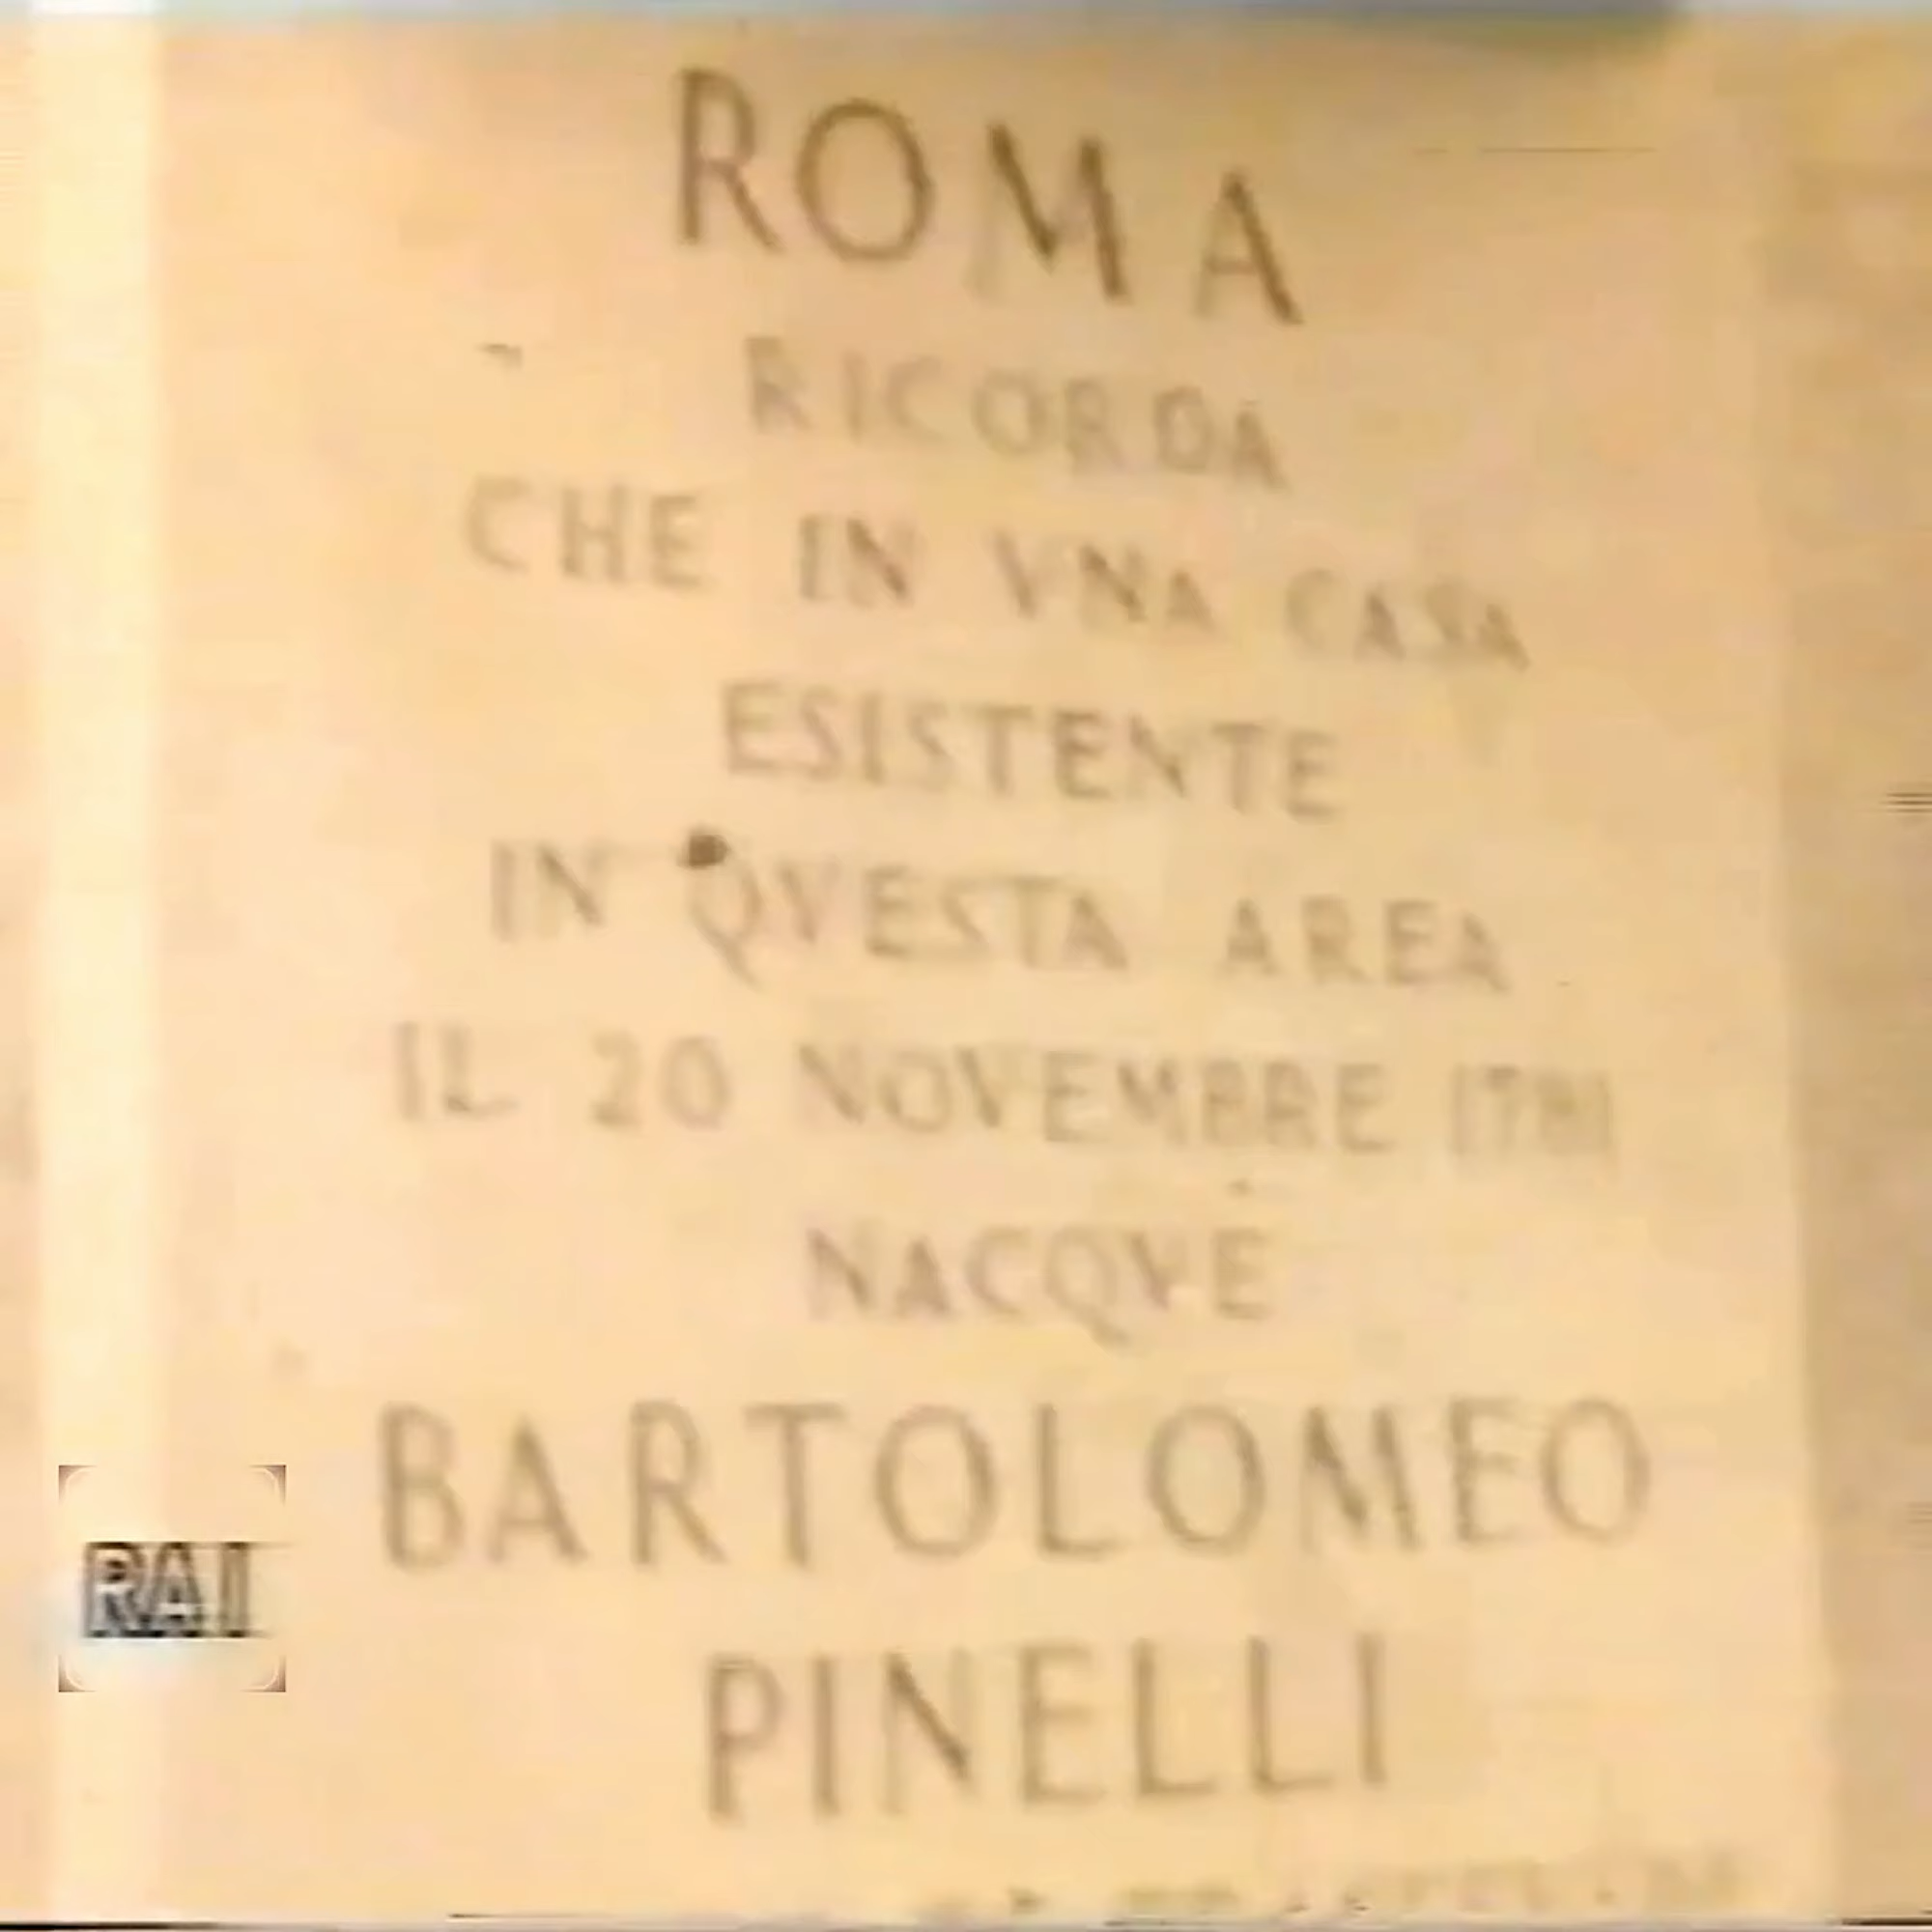 ROMA
RICORDA
CHE IN VNA CASA
ESISTENTE
IN QVESTA AREA
IL 20 NOVEMBRE 1781
NACQVE
BARTOLOMEO
PINELLI
RAI